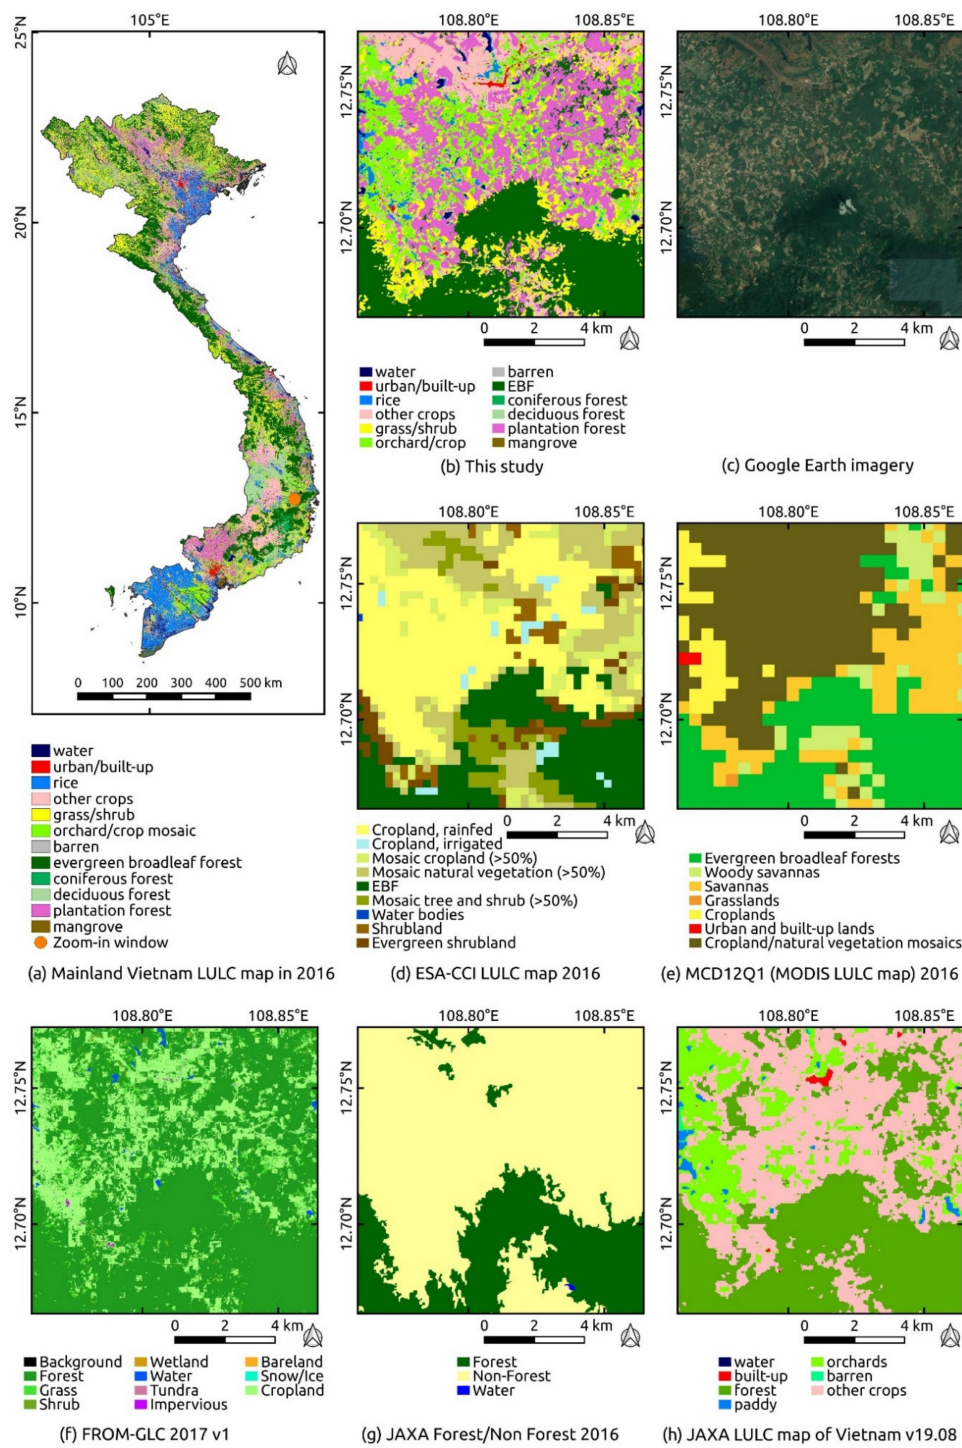 105°E
25°N
20°N
15°N
10°N
0 100 200 300 400 500 km
water
urban/built-up
rice
other crops
grass/shrub
orchard/crop mosaic
barren
evergreen broadleaf forest
coniferous forest
deciduous forest
plantation forest
mangrove
Zoom-in window
(a) Mainland Vietnam LULC map in 2016
108.80°E 108.85°E
12.75°N
12.70°N
0 2 4 km
water
urban/built-up
rice
other crops
grass/shrub
orchard/crop
barren
EBF
coniferous forest
deciduous forest
plantation forest
mangrove
(b) This study
108.80°E 108.85°E
12.75°N
12.70°N
0 2 4 km
(c) Google Earth imagery
108.80°E 108.85°E
12.75°N
12.70°N
0 2 4 km
Cropland, rainfed
Cropland, irrigated
Mosaic cropland (>50%)
Mosaic natural vegetation (>50%)
EBF
Mosaic tree and shrub (>50%)
Water bodies
Shrubland
Evergreen shrubland
(d) ESA-CCI LULC map 2016
108.80°E 108.85°E
12.75°N
12.70°N
0 2 4 km
Evergreen broadleaf forests
Woody savannas
Savannas
Grasslands
Croplands
Urban and built-up lands
Cropland/natural vegetation mosaics
(e) MCD12Q1 (MODIS LULC map) 2016
108.80°E 108.85°E
12.75°N
12.70°N
0 2 4 km
Background
Forest
Grass
Shrub
Wetland
Water
Tundra
Impervious
Bareland
Snow/Ice
Cropland
(f) FROM-GLC 2017 v1
108.80°E 108.85°E
12.75°N
12.70°N
0 2 4 km
Forest
Non-Forest
Water
(g) JAXA Forest/Non Forest 2016
108.80°E 108.85°E
12.75°N
12.70°N
0 2 4 km
water
built-up
forest
paddy
orchards
barren
other crops
(h) JAXA LULC map of Vietnam v19.08